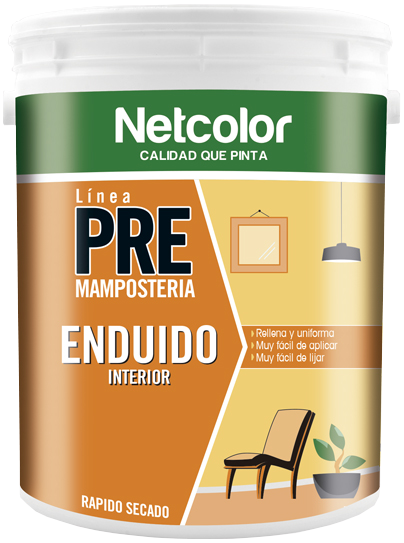 Netcolor
CALIDAD QUE PINTA
Línea
PRE
MAMPOSTERIA
ENDUIDO
INTERIOR
Rellena y uniforma
Muy fácil de aplicar
Muy fácil de lijar
RAPIDO SECADO